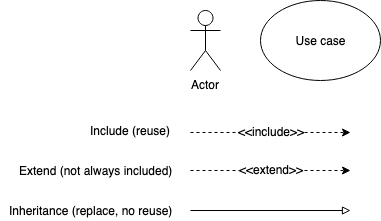 Use case
Actor
Include (reuse) <<include>>
Extend (not always included) <<extend>>
Inheritance (replace, no reuse)